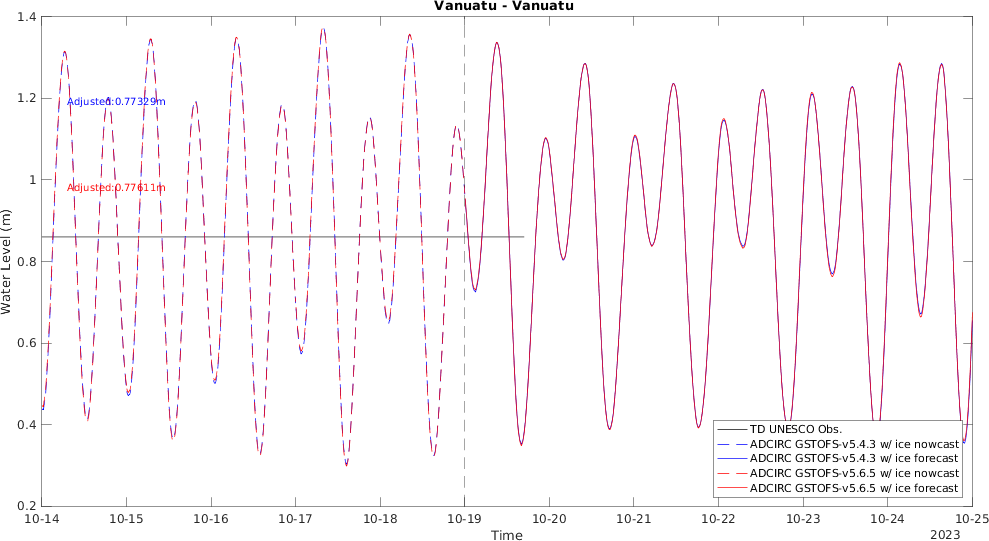 Vanuatu - Vanuatu
1.4
1.2
1
0.8
0.6
0.4
0.2
Water Level (m)
Adjusted:0.77329m
Adjusted:0.77611m
TD UNESCO Obs.
ADCIRC GSTOFS-v5.4.3 w/ ice nowcast
ADCIRC GSTOFS-v5.4.3 w/ ice forecast
ADCIRC GSTOFS-v5.6.5 w/ ice nowcast
ADCIRC GSTOFS-v5.6.5 w/ ice forecast
10-14 10-15 10-16 10-17 10-18 10-19 10-20 10-21 10-22 10-23 10-24 10-25
Time
2023